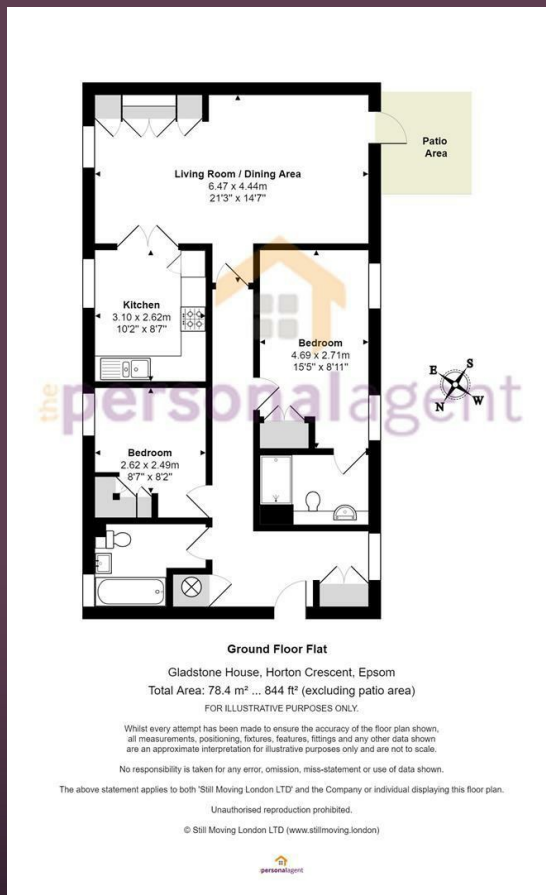 Patio
Area
Living Room / Dining Area
6.47 x 4.44m
21'3" x 14'7"
Kitchen
3.10 x 2.62m
10'2" x 8'7"
Bedroom
4.69 x 2.71m
15'5" x 8'11"
E S
N W
the personalagent
Bedroom
2.62 x 2.49m
8'7" x 8'2"
Ground Floor Flat
Gladstone House, Horton Crescent, Epsom
Total Area: 78.4 m² ... 844 ft² (excluding patio area)
FOR ILLUSTRATIVE PURPOSES ONLY.
Whilst every attempt has been made to ensure the accuracy of the floor plan shown,
all measurements, positioning, fixtures, features, fittings and any other data shown
are an approximate interpretation for illustrative purposes only and are not to scale.
No responsibility is taken for any error, omission, miss-statement or use of data shown.
The above statement applies to both 'Still Moving London LTD' and the Company or individual displaying this floor plan.
Unauthorised reproduction prohibited.
© Still Moving London LTD (www.stillmoving.london)
personalagent